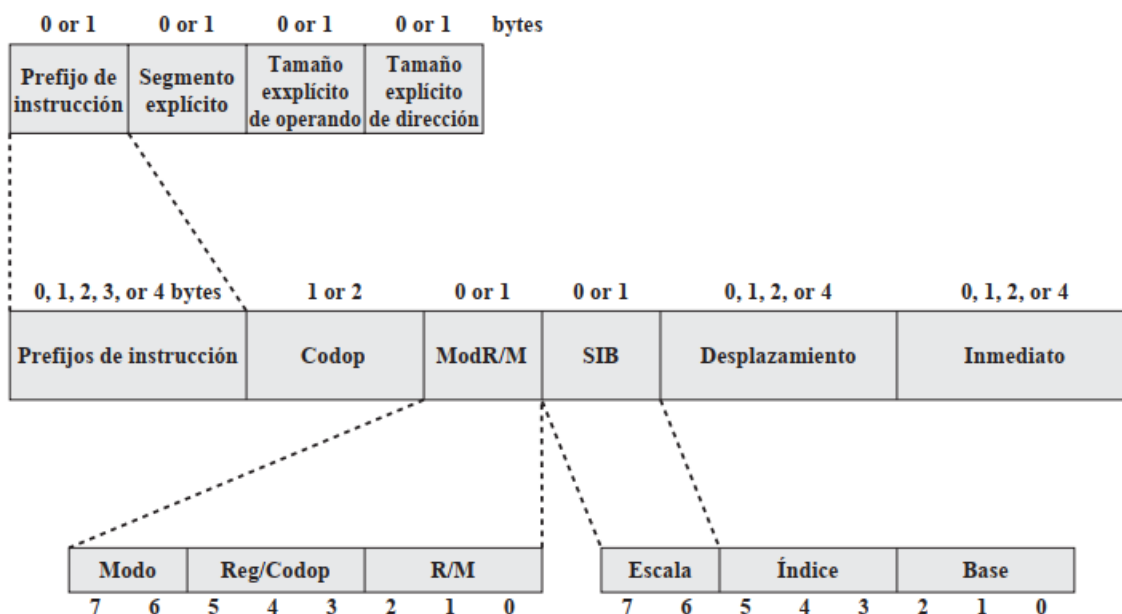 0 or 1 0 or 1 0 or 1 0 or 1 bytes
Prefijo de instrucción
Segmento explícito
Tamaño exxplícito de operando
Tamaño explícito de dirección
0, 1, 2, 3, or 4 bytes 1 or 2 0 or 1 0 or 1 0, 1, 2, or 4 0, 1, 2, or 4
Prefijos de instrucción Codop ModR/M SIB Desplazamiento Inmediato
Modo Reg/Codop R/M Escala Índice Base
7 6 5 4 3 2 1 0 7 6 5 4 3 2 1 0